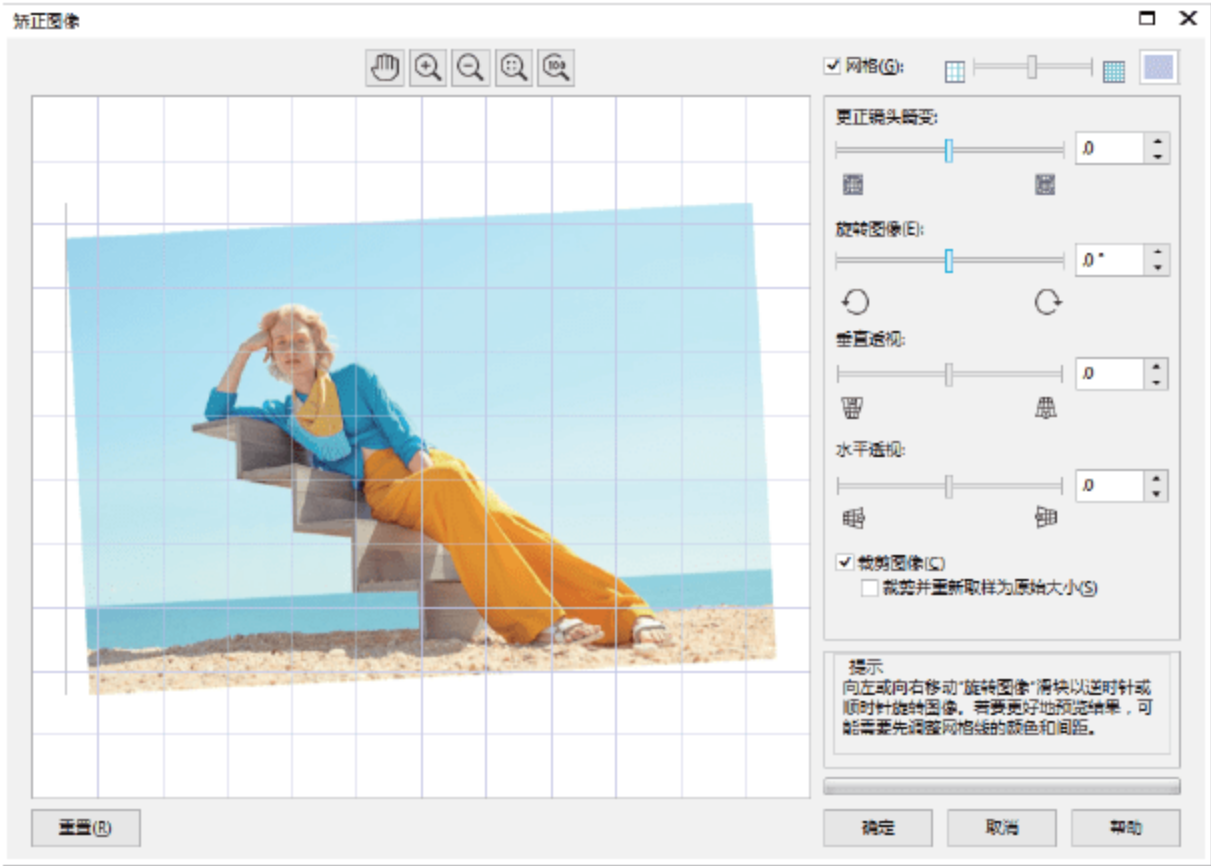 矫正图像
100
网格(G):
更正镜头畸变:
.0
旋转图像(E):
.0 °
垂直透视:
.0
水平透视:
.0
裁剪图像(C)
裁剪并重新取样为原始大小(S)
提示
向左或向右移动"旋转图像"滑块以逆时针或
顺时针旋转图像。若要更好地预览结果，可
能需要先调整网格线的颜色和间距。
重置(R)
确定
取消
帮助